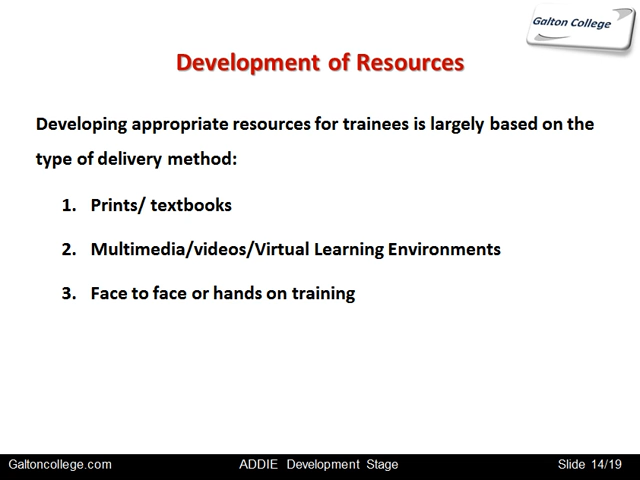 Galton College
Development of Resources
Developing appropriate resources for trainees is largely based on the
type of delivery method:
1. Prints/ textbooks
2. Multimedia/videos/Virtual Learning Environments
3. Face to face or hands on training
Galtoncollege.com ADDIE Development Stage Slide 14/19